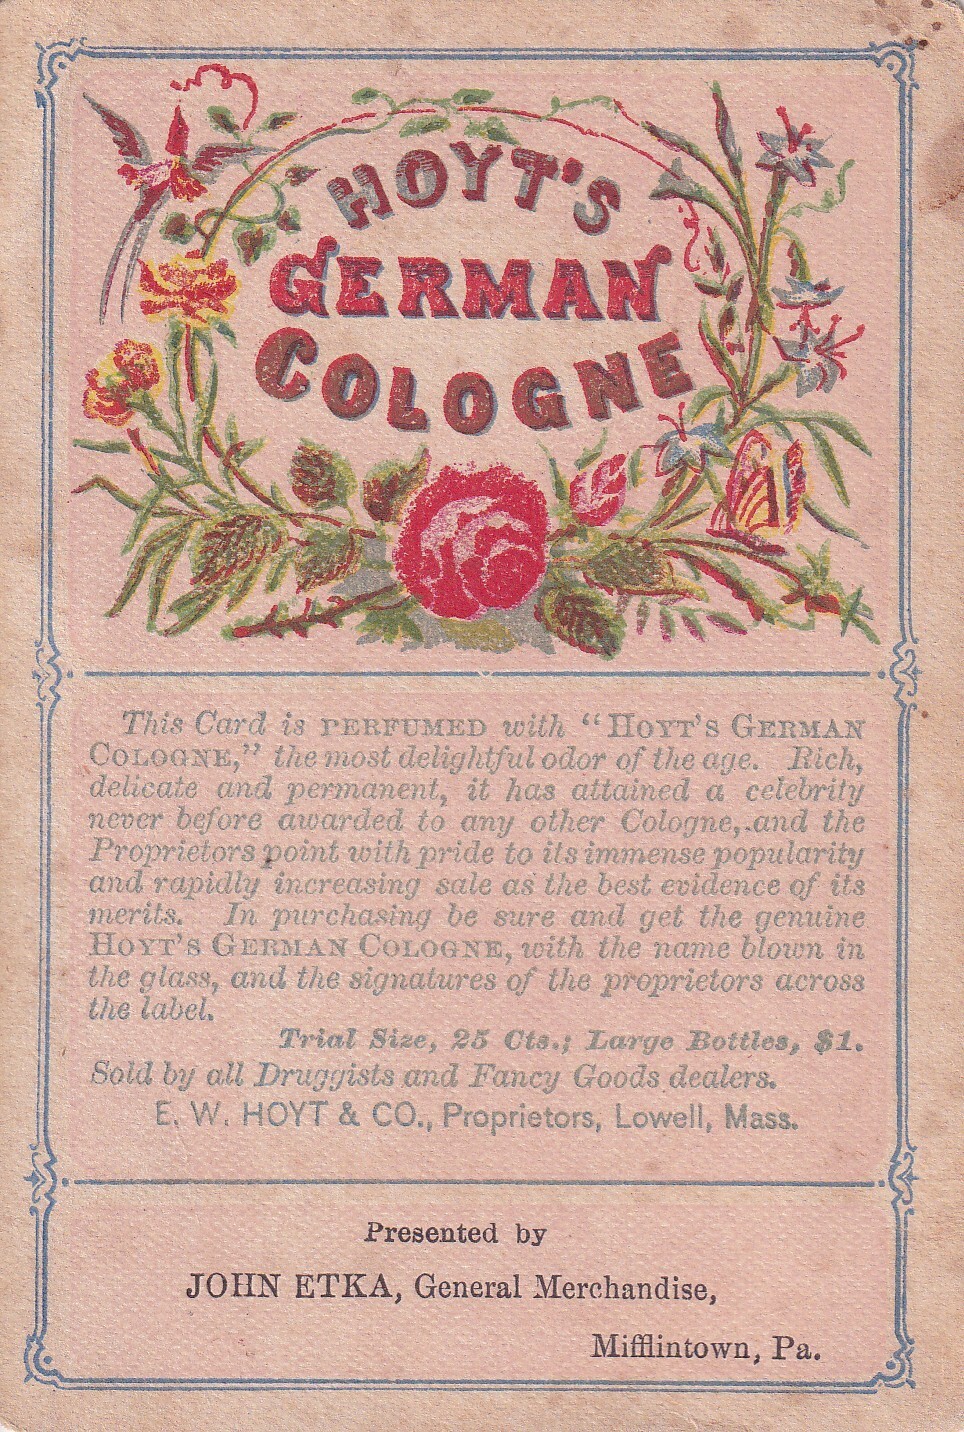 HOYT'S
GERMAN
COLOGNE
This Card is PERFUMED with "HOYT'S GERMAN
COLOGNE," the most delightful odor of the age. Rich,
delicate and permanent, it has attained a celebrity
never before awarded to any other Cologne, and the
Proprietors point with pride to its immense popularity
and rapidly increasing sale as the best evidence of its
merits. In purchasing be sure and get the genuine
HOYT'S GERMAN COLOGNE, with the name blown in
the glass, and the signatures of the proprietors across
the label.
Trial Size, 25 Cts.; Large Bottles, $1.
Sold by all Druggists and Fancy Goods dealers.
E. W. HOYT & CO., Proprietors, Lowell, Mass.
Presented by
JOHN ETKA, General Merchandise,
Mifflintown, Pa.